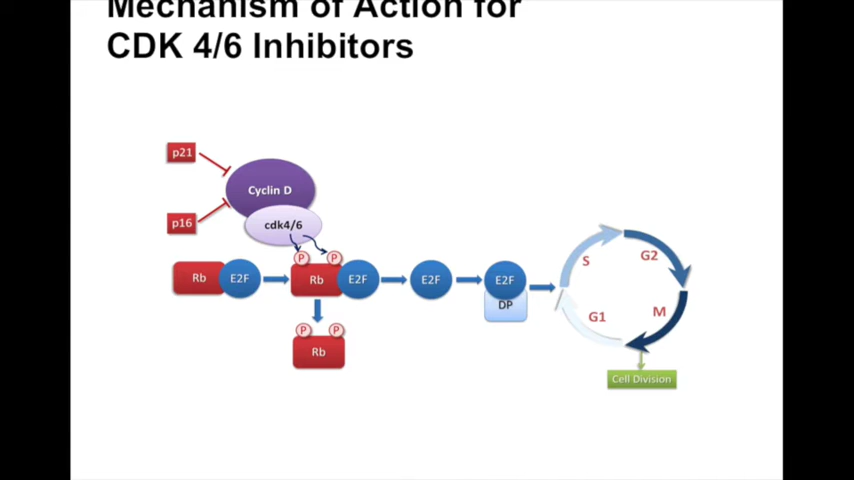 Mechanism of Action for
CDK 4/6 Inhibitors
p21
Cyclin D
p16
cdk4/6
P P
Rb E2F Rb E2F E2F E2F
DP
P P
Rb
S G2
G1 M
Cell Division